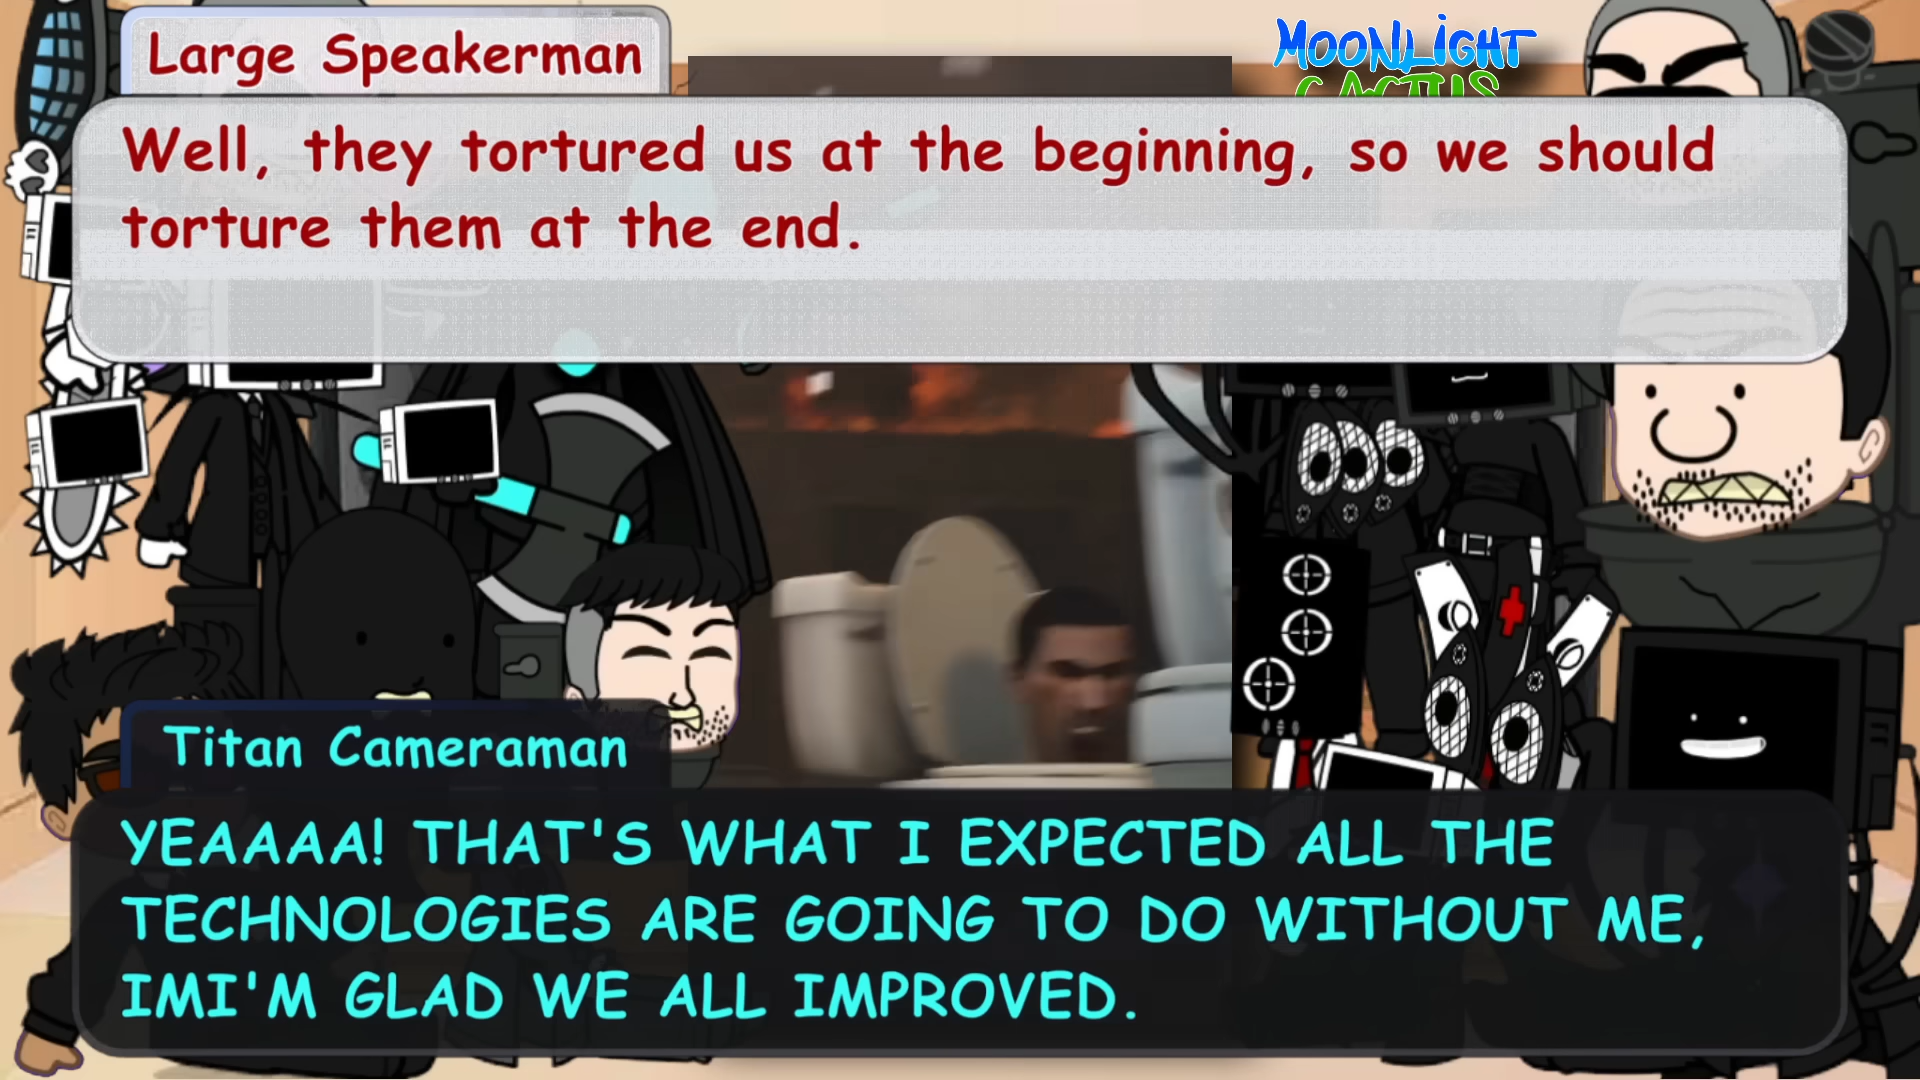 Large Speakerman
MOONLIGHT
CACTUS
Well, they tortured us at the beginning, so we should
torture them at the end.
Titan Cameraman
YEAAAA! THAT'S WHAT I EXPECTED ALL THE
TECHNOLOGIES ARE GOING TO DO WITHOUT ME,
IMI'M GLAD WE ALL IMPROVED.